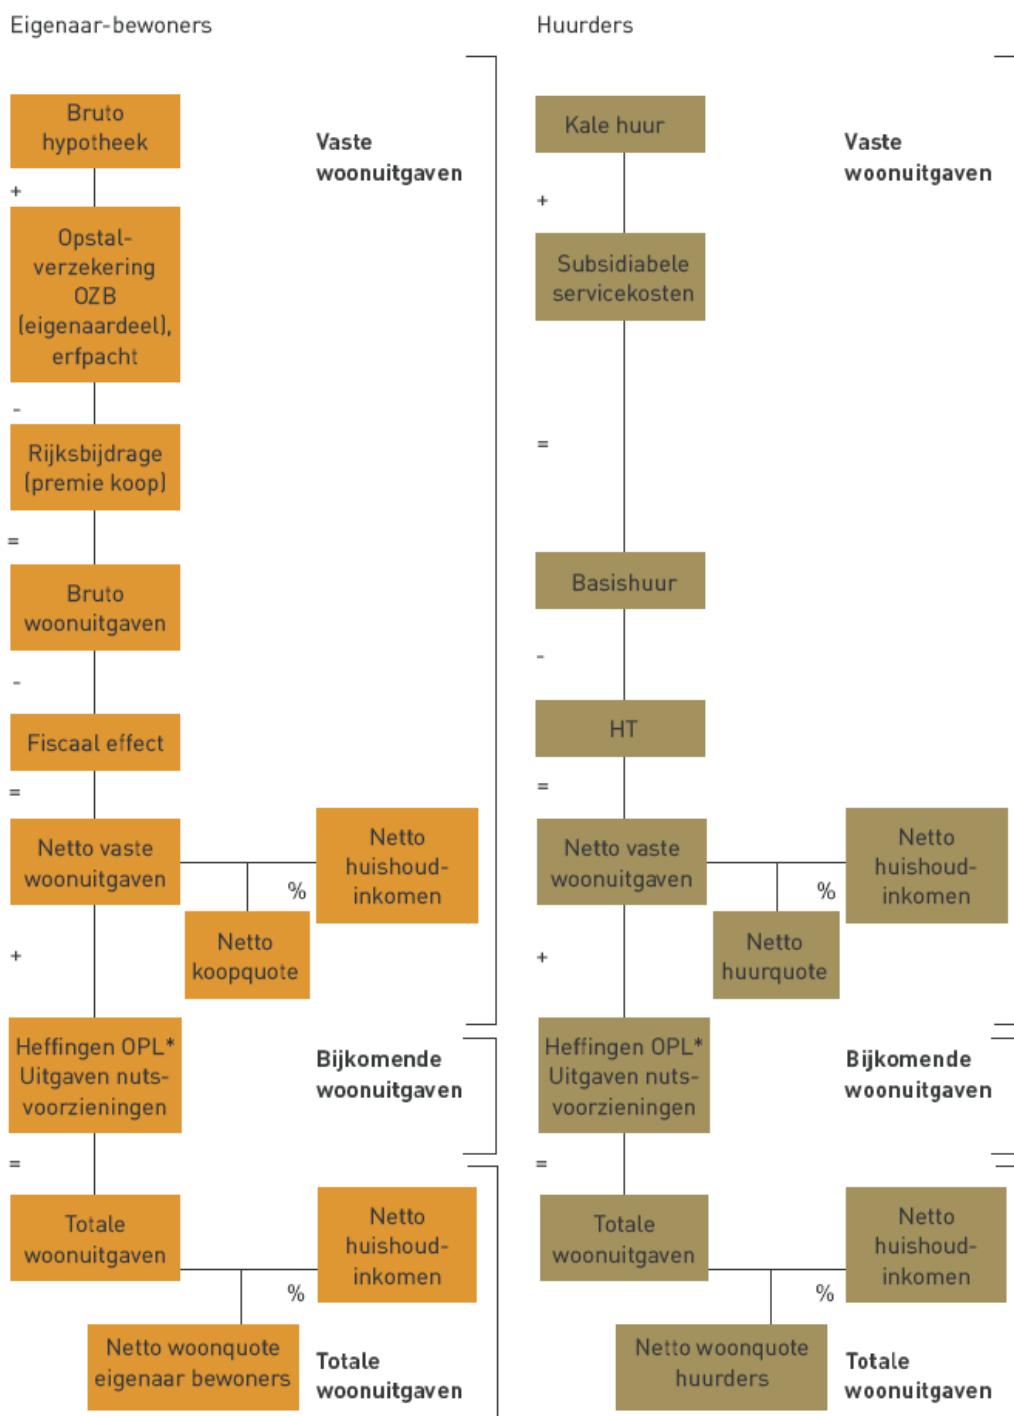 Eigenaar-bewoners
Bruto
hypotheek
Vaste
woonuitgaven
+
Opstal-
verzekering
OZB
(eigenaardeel),
erfpacht
-
Rijksbijdrage
(premie koop)
=
Bruto
woonuitgaven
-
Fiscaal effect
=
Netto vaste
woonuitgaven
Netto
huishoud-
inkomen
%
Netto
koopquote
+
Heffingen OPL*
Uitgaven nuts-
voorzieningen
Bijkomende
woonuitgaven
=
Totale
woonuitgaven
Netto
huishoud-
inkomen
%
Netto woonquote
eigenaar bewoners
Totale
woonuitgaven
Huurders
Kale huur
Vaste
woonuitgaven
+
Subsidiabele
servicekosten
=
Basishuur
-
HT
=
Netto vaste
woonuitgaven
Netto
huishoud-
inkomen
%
Netto
huurquote
+
Heffingen OPL*
Uitgaven nuts-
voorzieningen
Bijkomende
woonuitgaven
=
Totale
woonuitgaven
Netto
huishoud-
inkomen
%
Netto woonquote
huurders
Totale
woonuitgaven